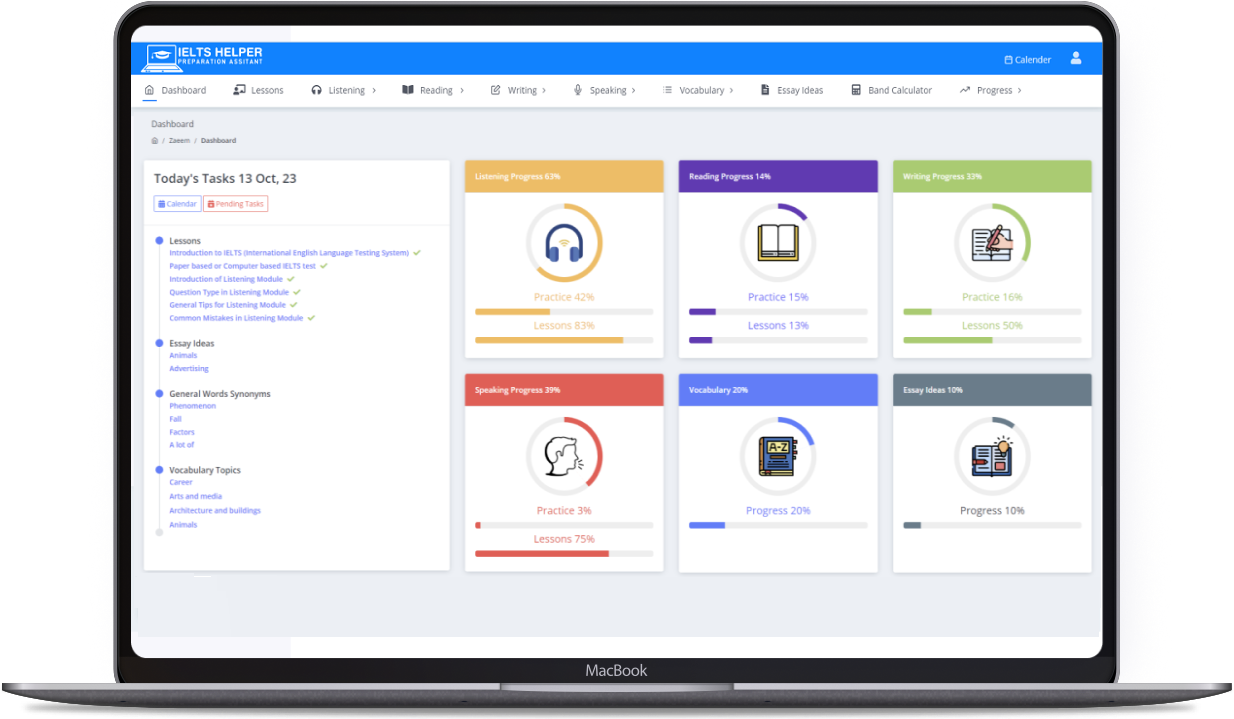 IELTS HELPER
PREPARATION ASSITANT
Calender
Dashboard
Lessons
Listening
Reading
Writing
Speaking
Vocabulary
Essay Ideas
Band Calculator
Progress
Dashboard
/ Zaeem / Dashboard
Today's Tasks 13 Oct, 23
Calendar
Pending Tasks
Lessons
Introduction to IELTS (International English Language Testing System)
Paper based or Computer based IELTS test
Introduction of Listening Module
Question Type in Listening Module
General Tips for Listening Module
Common Mistakes in Listening Module
Essay Ideas
Animals
Advertising
General Words Synonyms
Phenomenon
Fall
Factors
A lot of
Vocabulary Topics
Career
Arts and media
Architecture and buildings
Animals
Listening Progress 63%
Practice 42%
Lessons 83%
Reading Progress 14%
Practice 15%
Lessons 13%
Writing Progress 33%
Practice 16%
Lessons 50%
Speaking Progress 39%
Practice 3%
Lessons 75%
Vocabulary 20%
A-Z
Progress 20%
Essay Ideas 10%
Progress 10%
MacBook